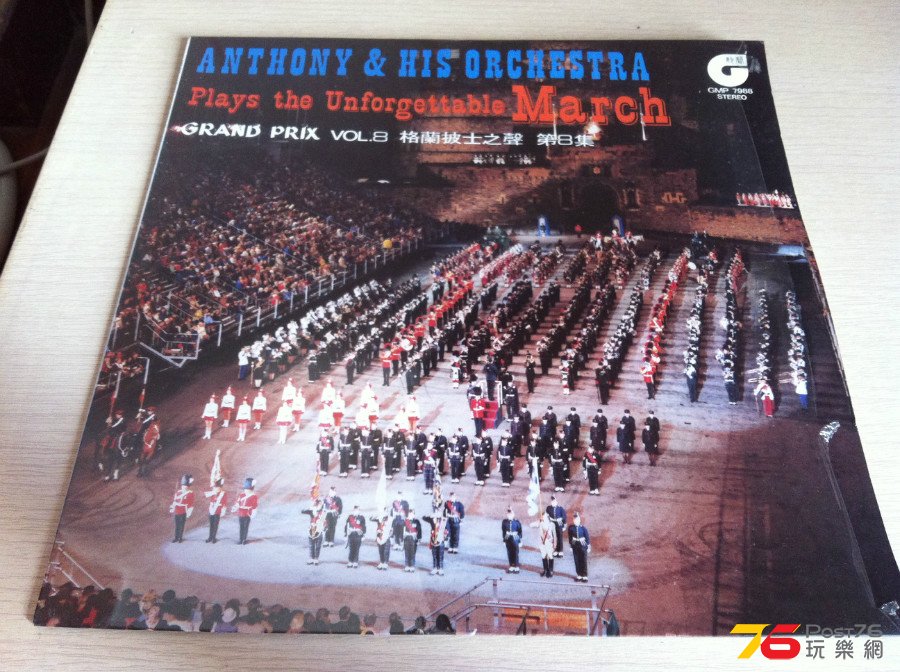 ANTHONY & HIS ORCHESTRA
Plays the Unforgettable March
GRAND PRIX VOL.8 格蘭披士之聲 第8集
G
GMP 7988
STEREO
76 Post76
玩樂網